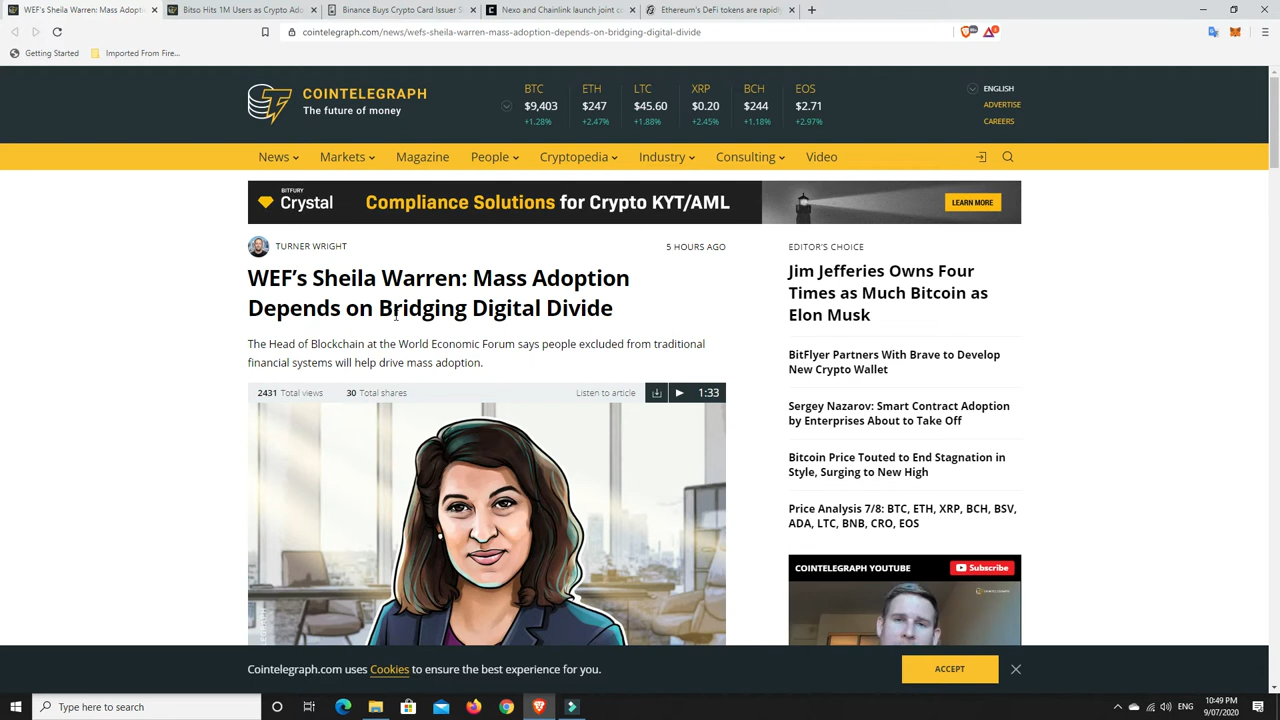 WEF's Sheila Warren: Mass Adopti
Bitso Hits 1M Users as Crypto Ado
Binance Buys Crypto Card Issuer S
Nexo and Chainlink launch joint c
Ethereum's DeFi tokens are rapidl
cointelegraph.com/news/wefs-sheila-warren-mass-adoption-depends-on-bridging-digital-divide
Getting Started
Imported From Fire...
COINTELEGRAPH
The future of money
BTC
ETH
LTC
XRP
BCH
EOS
$9,403
$247
$45.60
$0.20
$244
$2.71
+1.28%
+2.47%
+1.88%
+2.45%
+1.18%
+2.97%
ENGLISH
ADVERTISE
CAREERS
News
Markets
Magazine
People
Cryptopedia
Industry
Consulting
Video
BITFURY
Crystal
Compliance Solutions for Crypto KYT/AML
LEARN MORE
TURNER WRIGHT
5 HOURS AGO
WEF's Sheila Warren: Mass Adoption
Depends on Bridging Digital Divide
The Head of Blockchain at the World Economic Forum says people excluded from traditional
financial systems will help drive mass adoption.
2431 Total views
30 Total shares
Listen to article
1:33
EDITOR'S CHOICE
Jim Jefferies Owns Four
Times as Much Bitcoin as
Elon Musk
BitFlyer Partners With Brave to Develop
New Crypto Wallet
Sergey Nazarov: Smart Contract Adoption
by Enterprises About to Take Off
Bitcoin Price Touted to End Stagnation in
Style, Surging to New High
Price Analysis 7/8: BTC, ETH, XRP, BCH, BSV,
ADA, LTC, BNB, CRO, EOS
COINTELEGRAPH YOUTUBE
Subscribe
Cointelegraph.com uses Cookies to ensure the best experience for you.
ACCEPT
Type here to search
ENG
10:49 PM
9/07/2020